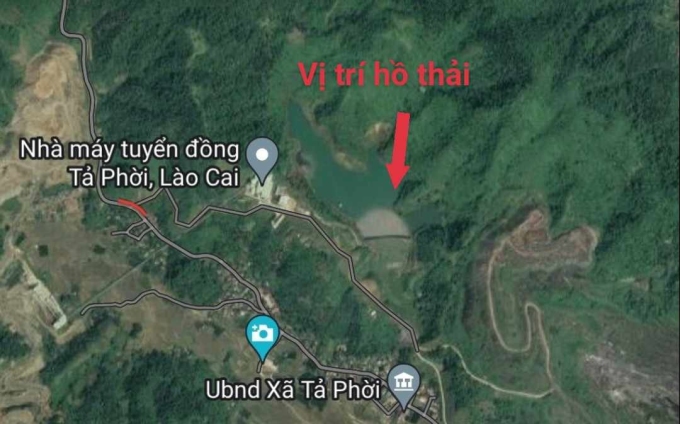 Vị trí hồ thải
Nhà máy tuyển đồng
Tả Phời, Lào Cai
Ubnd Xã Tả Phời